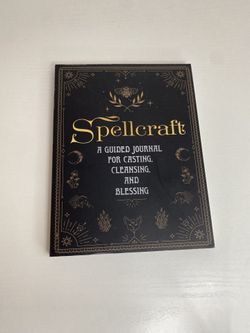 Spellcraft
A GUIDED JOURNAL
FOR CASTING,
CLEANSING,
AND
BLESSING